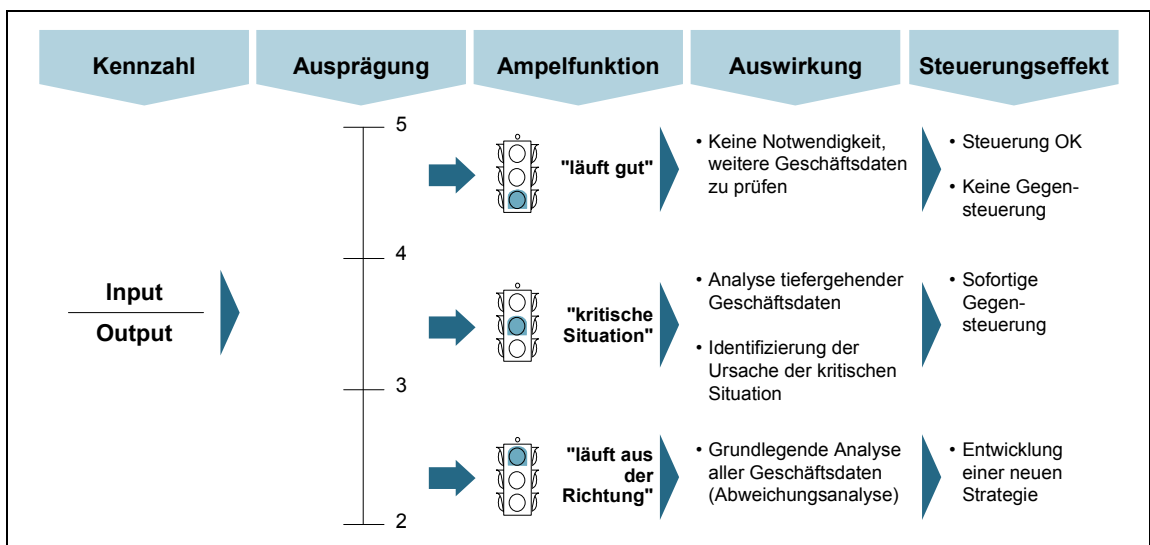 Kennzahl
Ausprägung
Ampelfunktion
Auswirkung
Steuerungseffekt
Input
Output
5
4
3
2
"läuft gut"
• Keine Notwendigkeit,
weitere Geschäftsdaten
zu prüfen
• Steuerung OK
• Keine Gegen-
steuerung
"kritische
Situation"
• Analyse tiefergehender
Geschäftsdaten
• Identifizierung der
Ursache der kritischen
Situation
• Sofortige
Gegen-
steuerung
"läuft aus
der
Richtung"
• Grundlegende Analyse
aller Geschäftsdaten
(Abweichungsanalyse)
• Entwicklung
einer neuen
Strategie